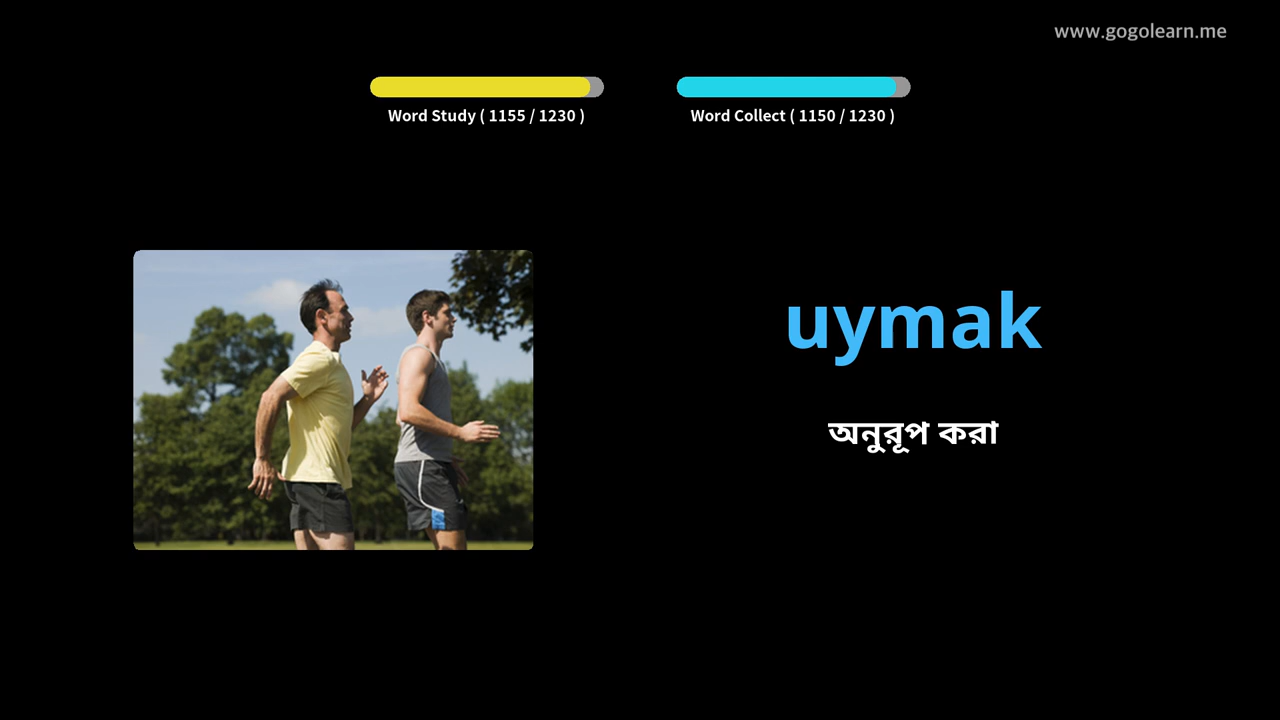 www.gogolearn.me
Word Study ( 1155 / 1230 )
Word Collect ( 1150 / 1230 )
uymak
অনুরূপ করা